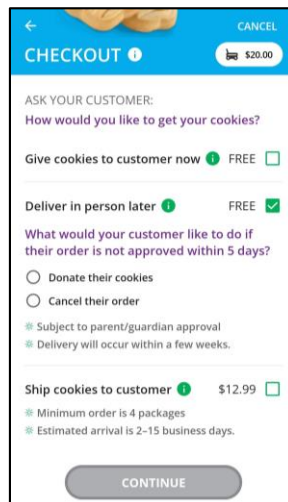 CANCEL
CHECKOUT
$20.00
ASK YOUR CUSTOMER:
How would you like to get your cookies?
Give cookies to customer now FREE
Deliver in person later FREE
What would your customer like to do if
their order is not approved within 5 days?
Donate their cookies
Cancel their order
Subject to parent/guardian approval
Delivery will occur within a few weeks.
Ship cookies to customer $12.99
Minimum order is 4 packages
Estimated arrival is 2–15 business days.
CONTINUE